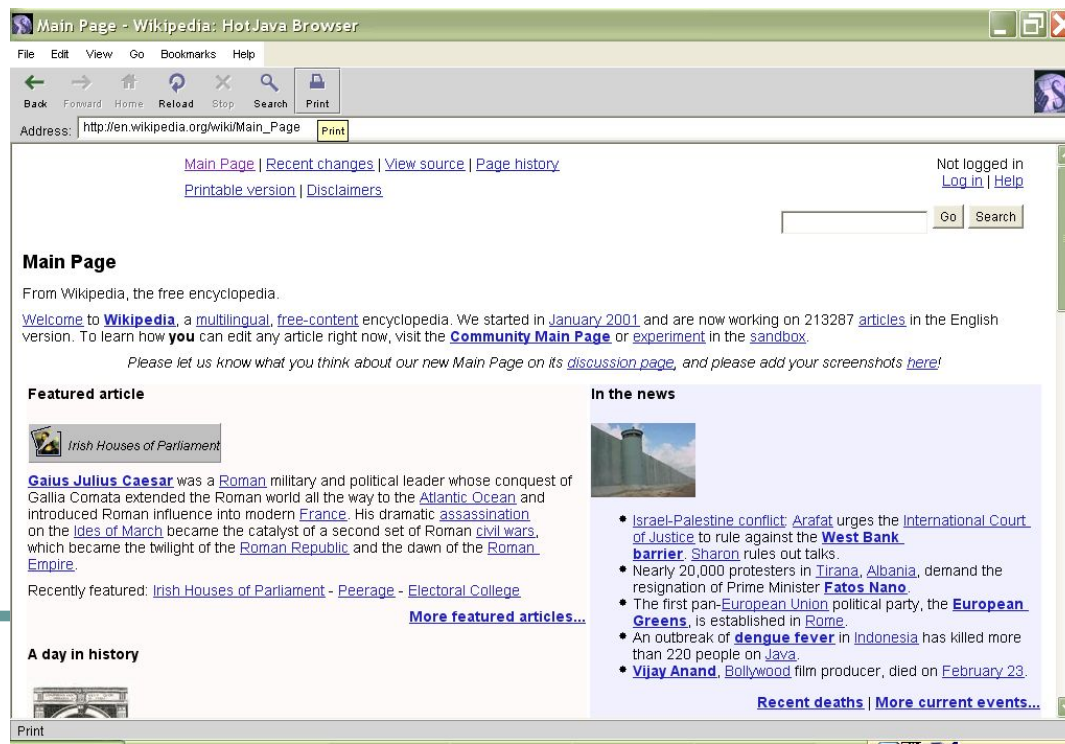 Main Page - Wikipedia: HotJava Browser
File Edit View Go Bookmarks Help
Back Forward Home Reload Stop Search Print
Address: http://en.wikipedia.org/wiki/Main_Page
Print
Main Page | Recent changes | View source | Page history
Not logged in
Printable version | Disclaimers
Log in | Help
Go Search
Main Page
From Wikipedia, the free encyclopedia.
Welcome to Wikipedia, a multilingual, free-content encyclopedia. We started in January 2001 and are now working on 213287 articles in the English
version. To learn how you can edit any article right now, visit the Community Main Page or experiment in the sandbox.
Please let us know what you think about our new Main Page on its discussion page, and please add your screenshots here!
Featured article
Irish Houses of Parliament
Gaius Julius Caesar was a Roman military and political leader whose conquest of
Gallia Comata extended the Roman world all the way to the Atlantic Ocean and
introduced Roman influence into modern France. His dramatic assassination
on the Ides of March became the catalyst of a second set of Roman civil wars,
which became the twilight of the Roman Republic and the dawn of the Roman
Empire.
Recently featured: Irish Houses of Parliament - Peerage - Electoral College
More featured articles...
A day in history
In the news
Israel-Palestine conflict: Arafat urges the International Court
of Justice to rule against the West Bank
barrier. Sharon rules out talks.
Nearly 20,000 protesters in Tirana, Albania, demand the
resignation of Prime Minister Fatos Nano.
The first pan-European Union political party, the European
Greens, is established in Rome.
An outbreak of dengue fever in Indonesia has killed more
than 220 people on Java.
Vijay Anand, Bollywood film producer, died on February 23.
Recent deaths | More current events...
Print